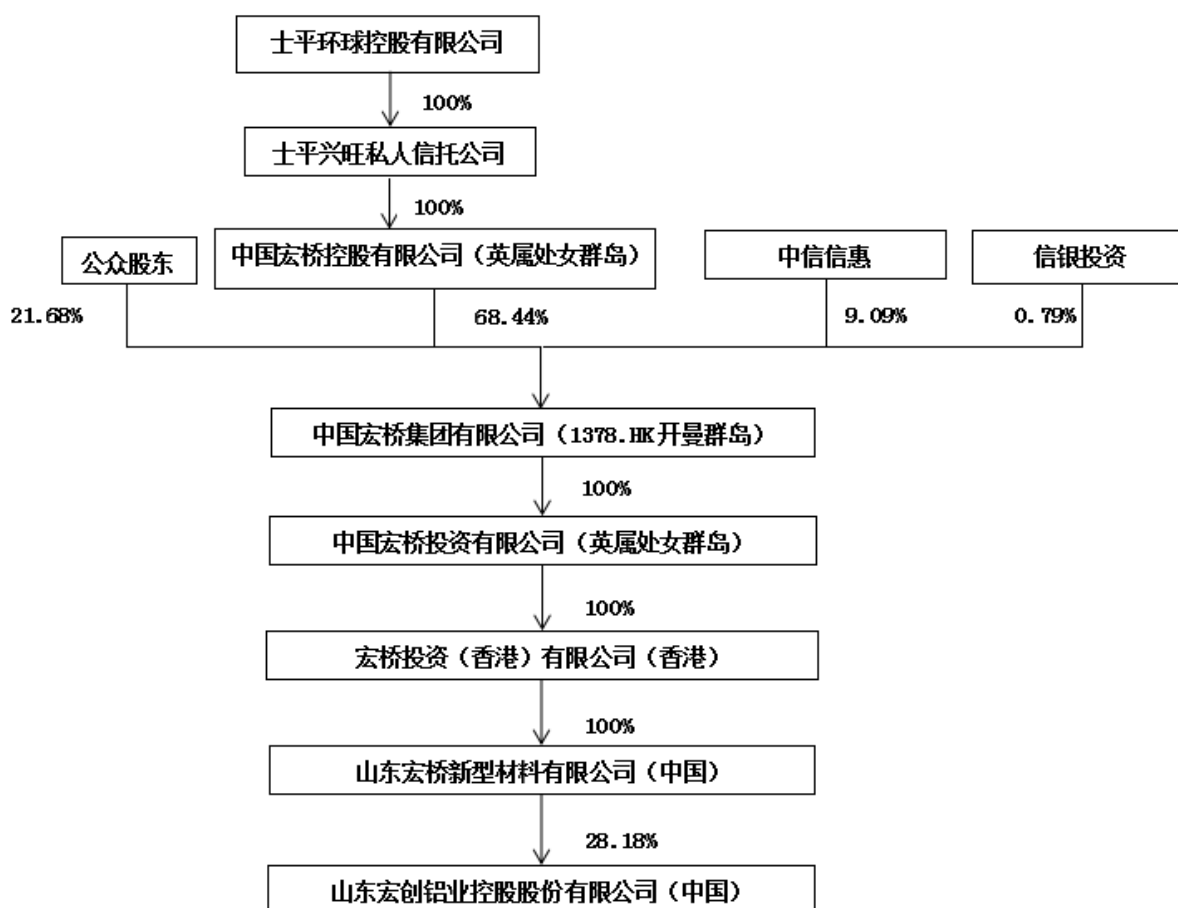 士平环球控股有限公司
100%
士平兴旺私人信托公司
100%
公众股东
中国宏桥控股有限公司（英属处女群岛）
中信信惠
信银投资
21.68%
68.44%
9.09%
0.79%
中国宏桥集团有限公司（1378.HK开曼群岛）
100%
中国宏桥投资有限公司（英属处女群岛）
100%
宏桥投资（香港）有限公司（香港）
100%
山东宏桥新型材料有限公司（中国）
28.18%
山东宏创铝业控股股份有限公司（中国）